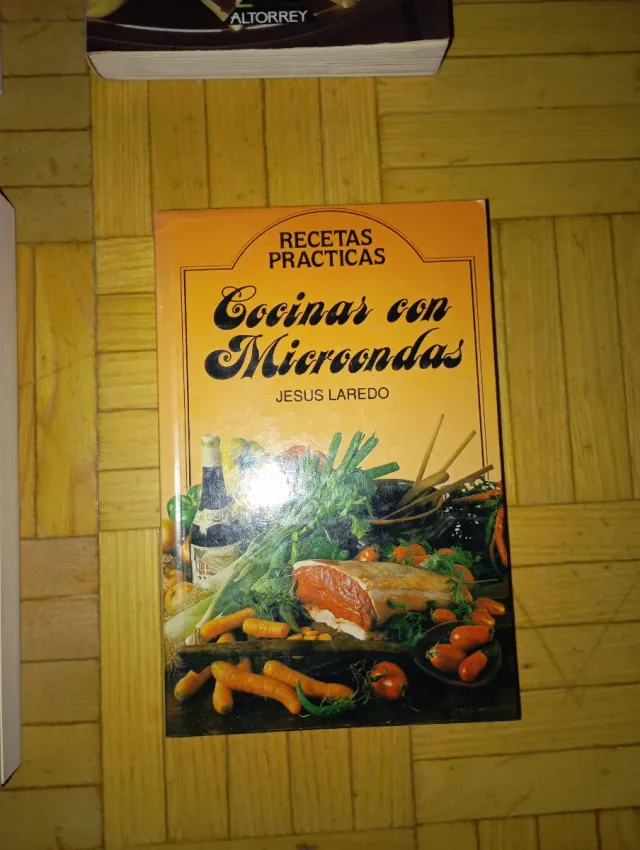 ALTORREY
RECETAS
PRACTICAS
Cocinar con
Microondas
JESUS LAREDO